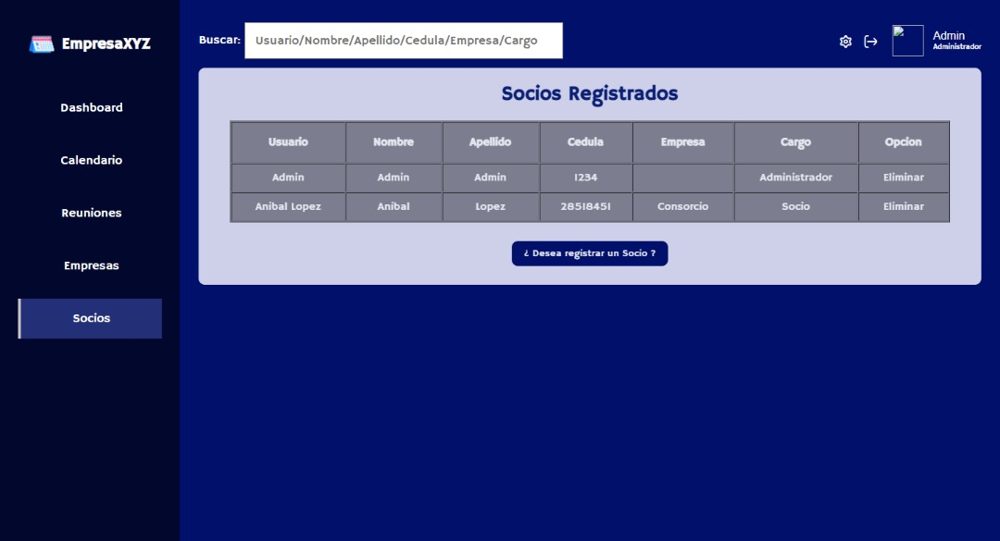 EmpresaXYZ
Dashboard
Calendario
Reuniones
Empresas
Socios
Buscar: Usuario/Nombre/Apellido/Cedula/Empresa/Cargo
Admin
Administrador
Socios Registrados
Usuario Nombre Apellido Cedula Empresa Cargo Opcion
Admin Admin Admin 1234 Administrador Eliminar
Anibal Lopez Anibal Lopez 28518451 Consorcio Socio Eliminar
¿ Desea registrar un Socio ?